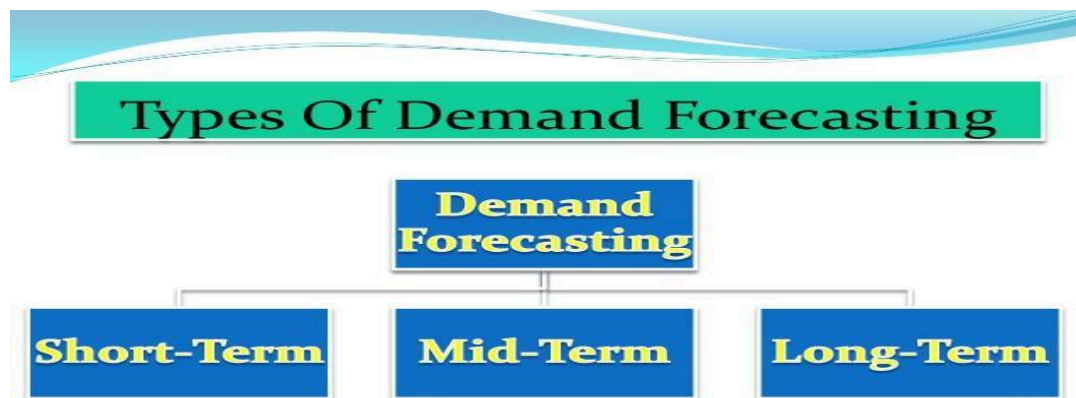 Types Of Demand Forecasting
Demand
Forecasting
Short-Term
Mid-Term
Long-Term